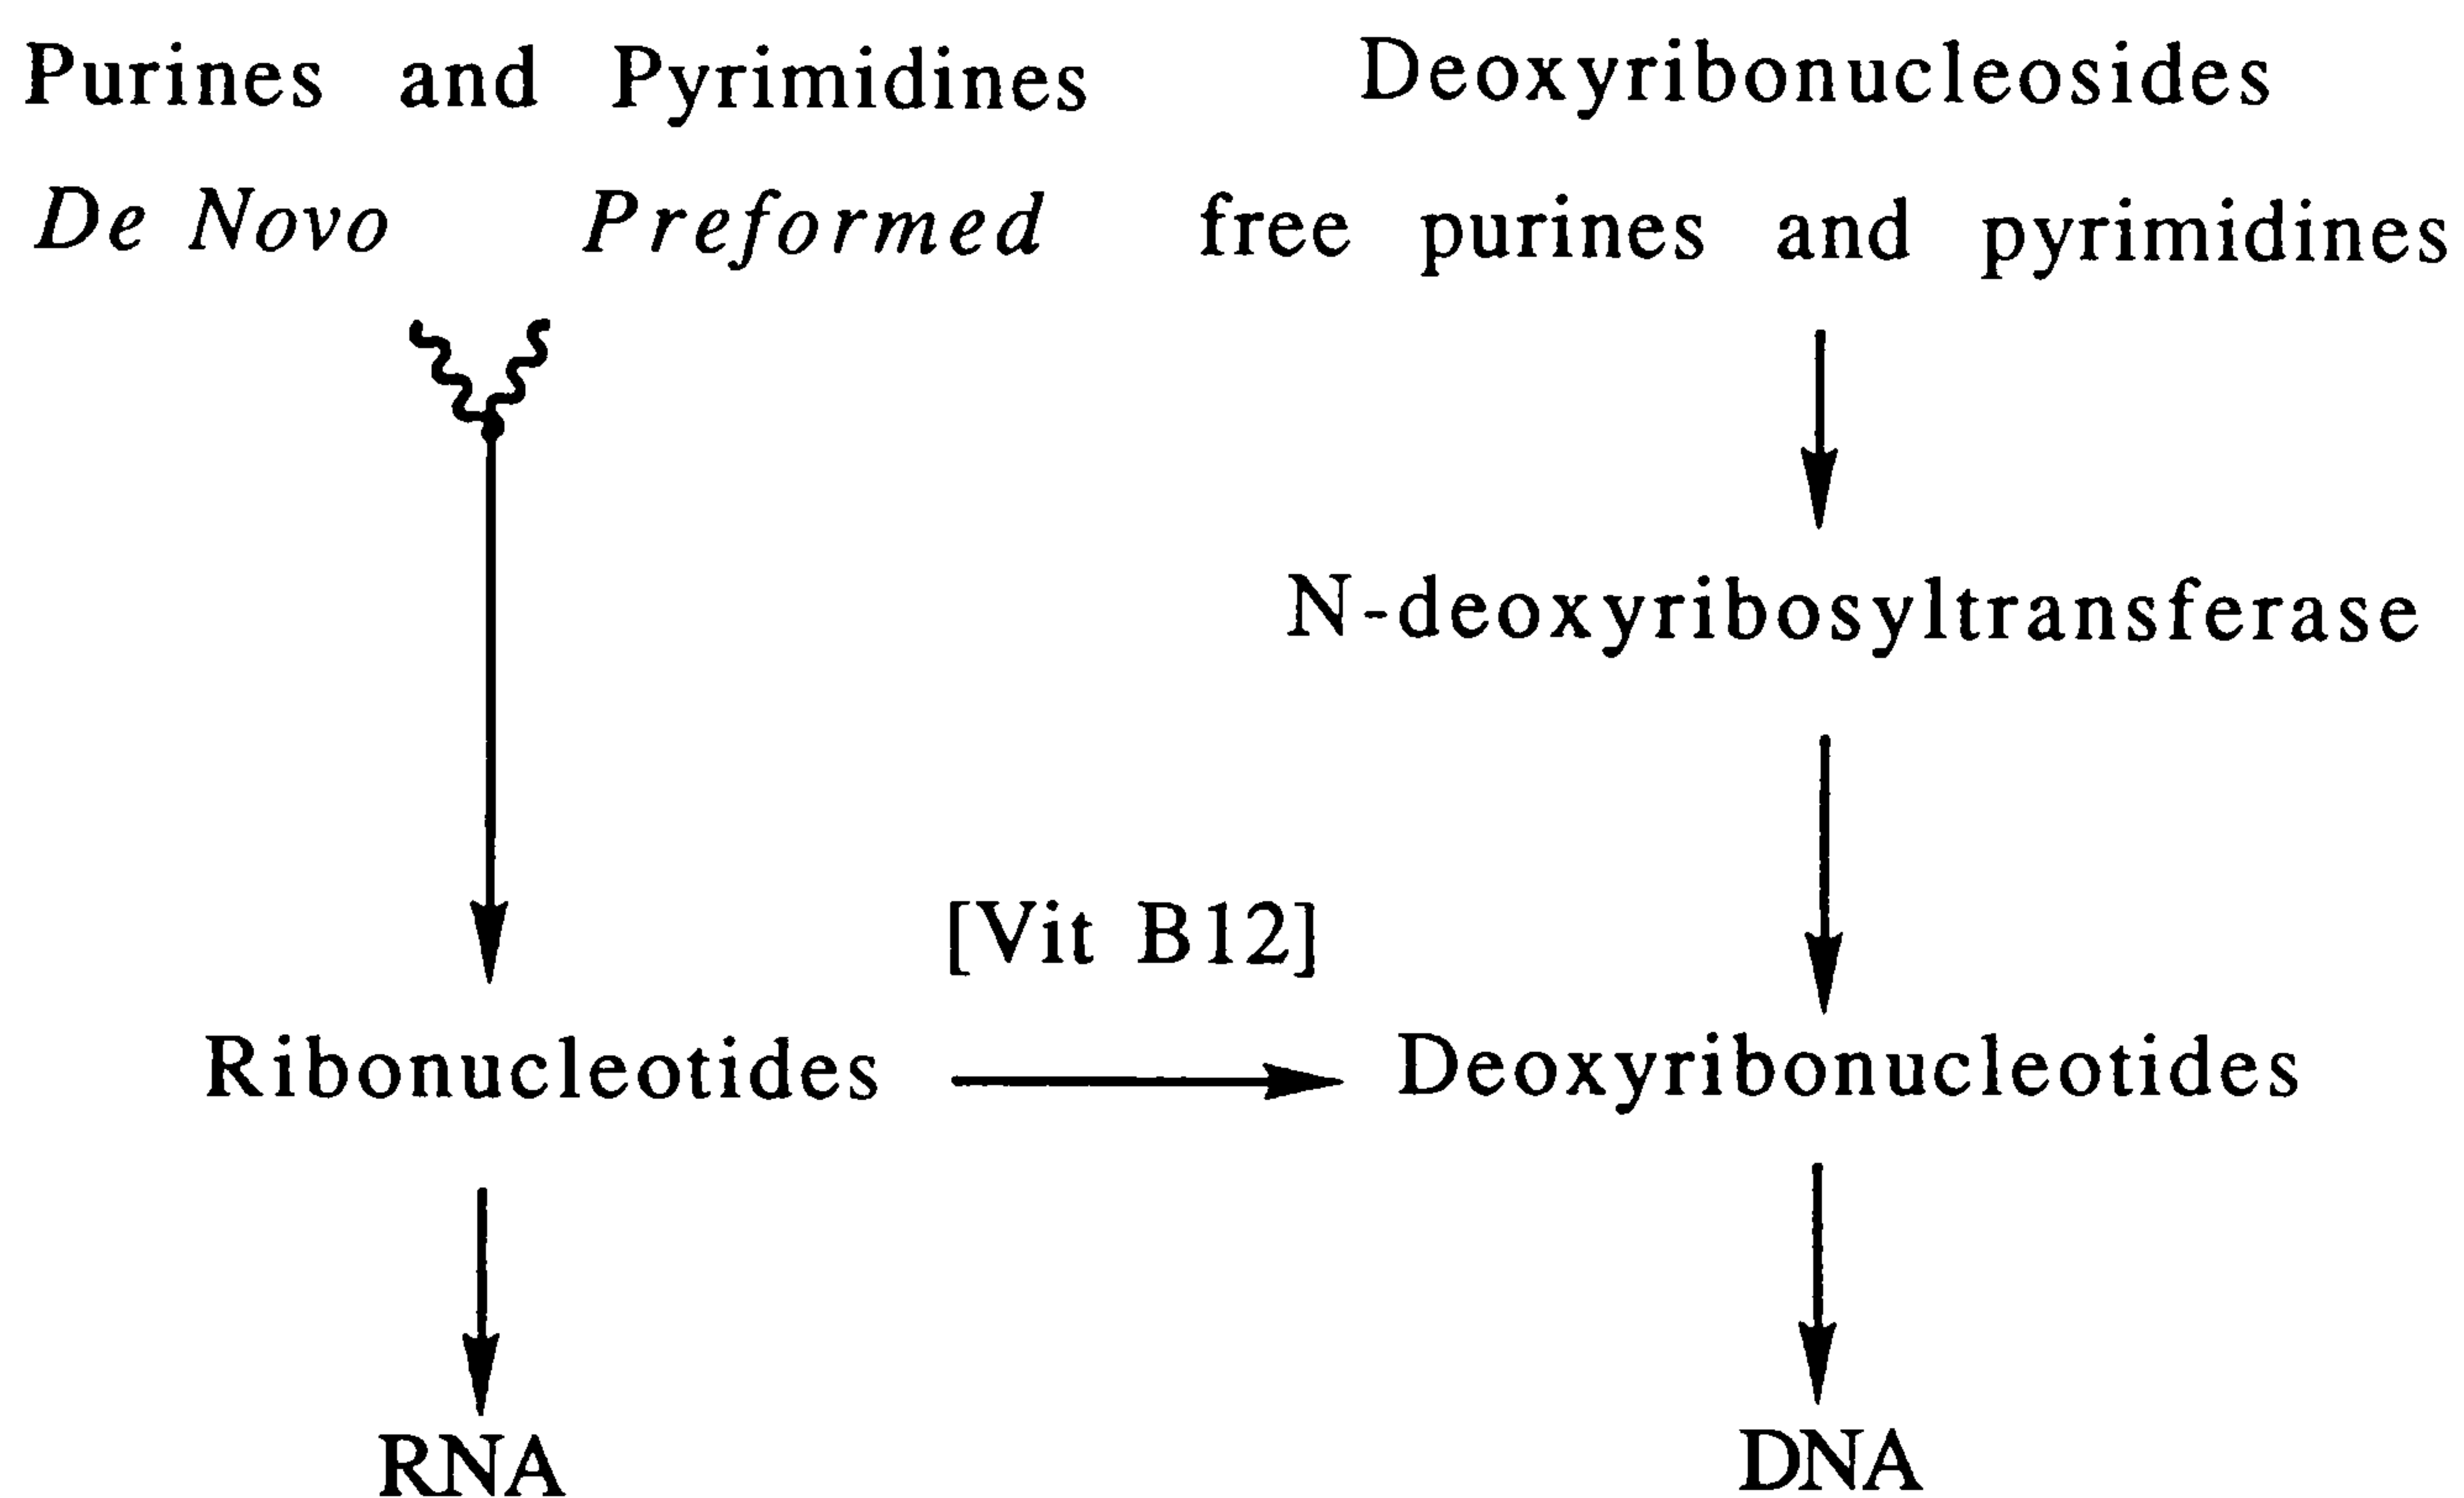 Purines and Pyrimidines
De Novo Preformed
Deoxyribonucleosides
free purines and pyrimidines
N-deoxyribosyltransferase
[Vit B12]
Ribonucleotides
Deoxyribonucleotides
RNA
DNA